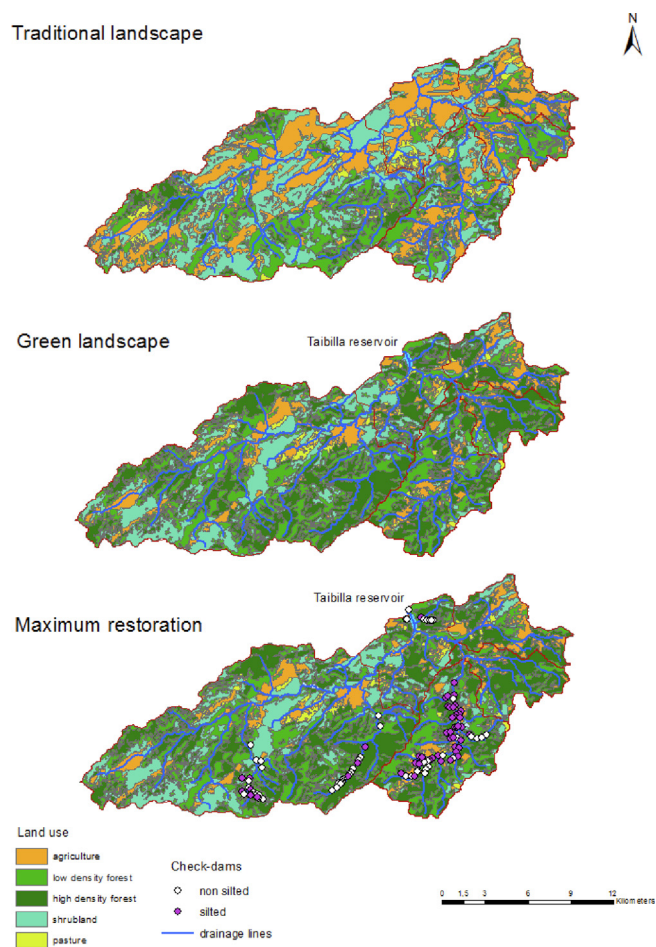 Traditional landscape
N
Green landscape
Taibilla reservoir
Taibilla reservoir
Maximum restoration
Land use
agriculture
low density forest
high density forest
shrubland
pasture
Check-dams
non silted
silted
drainage lines
0 1.5 3 6 9 12
Kilometers